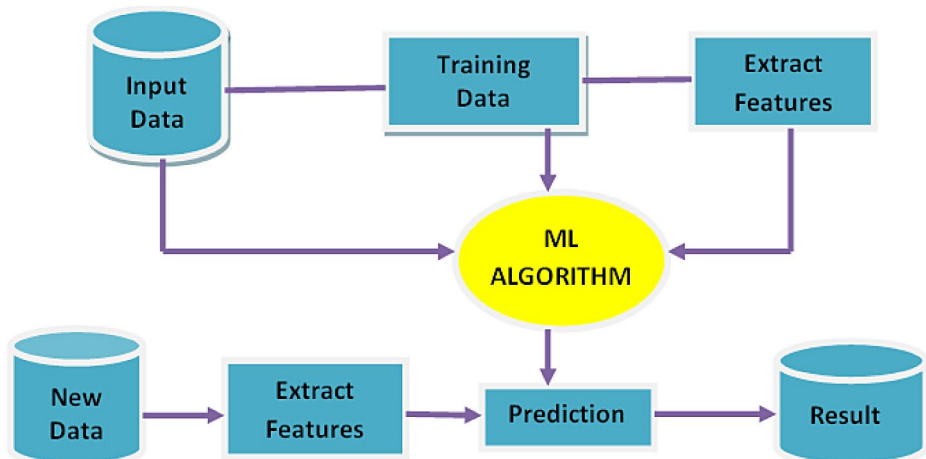 Input
Data
Training
Data
Extract
Features
ML
ALGORITHM
New
Data
Extract
Features
Prediction
Result